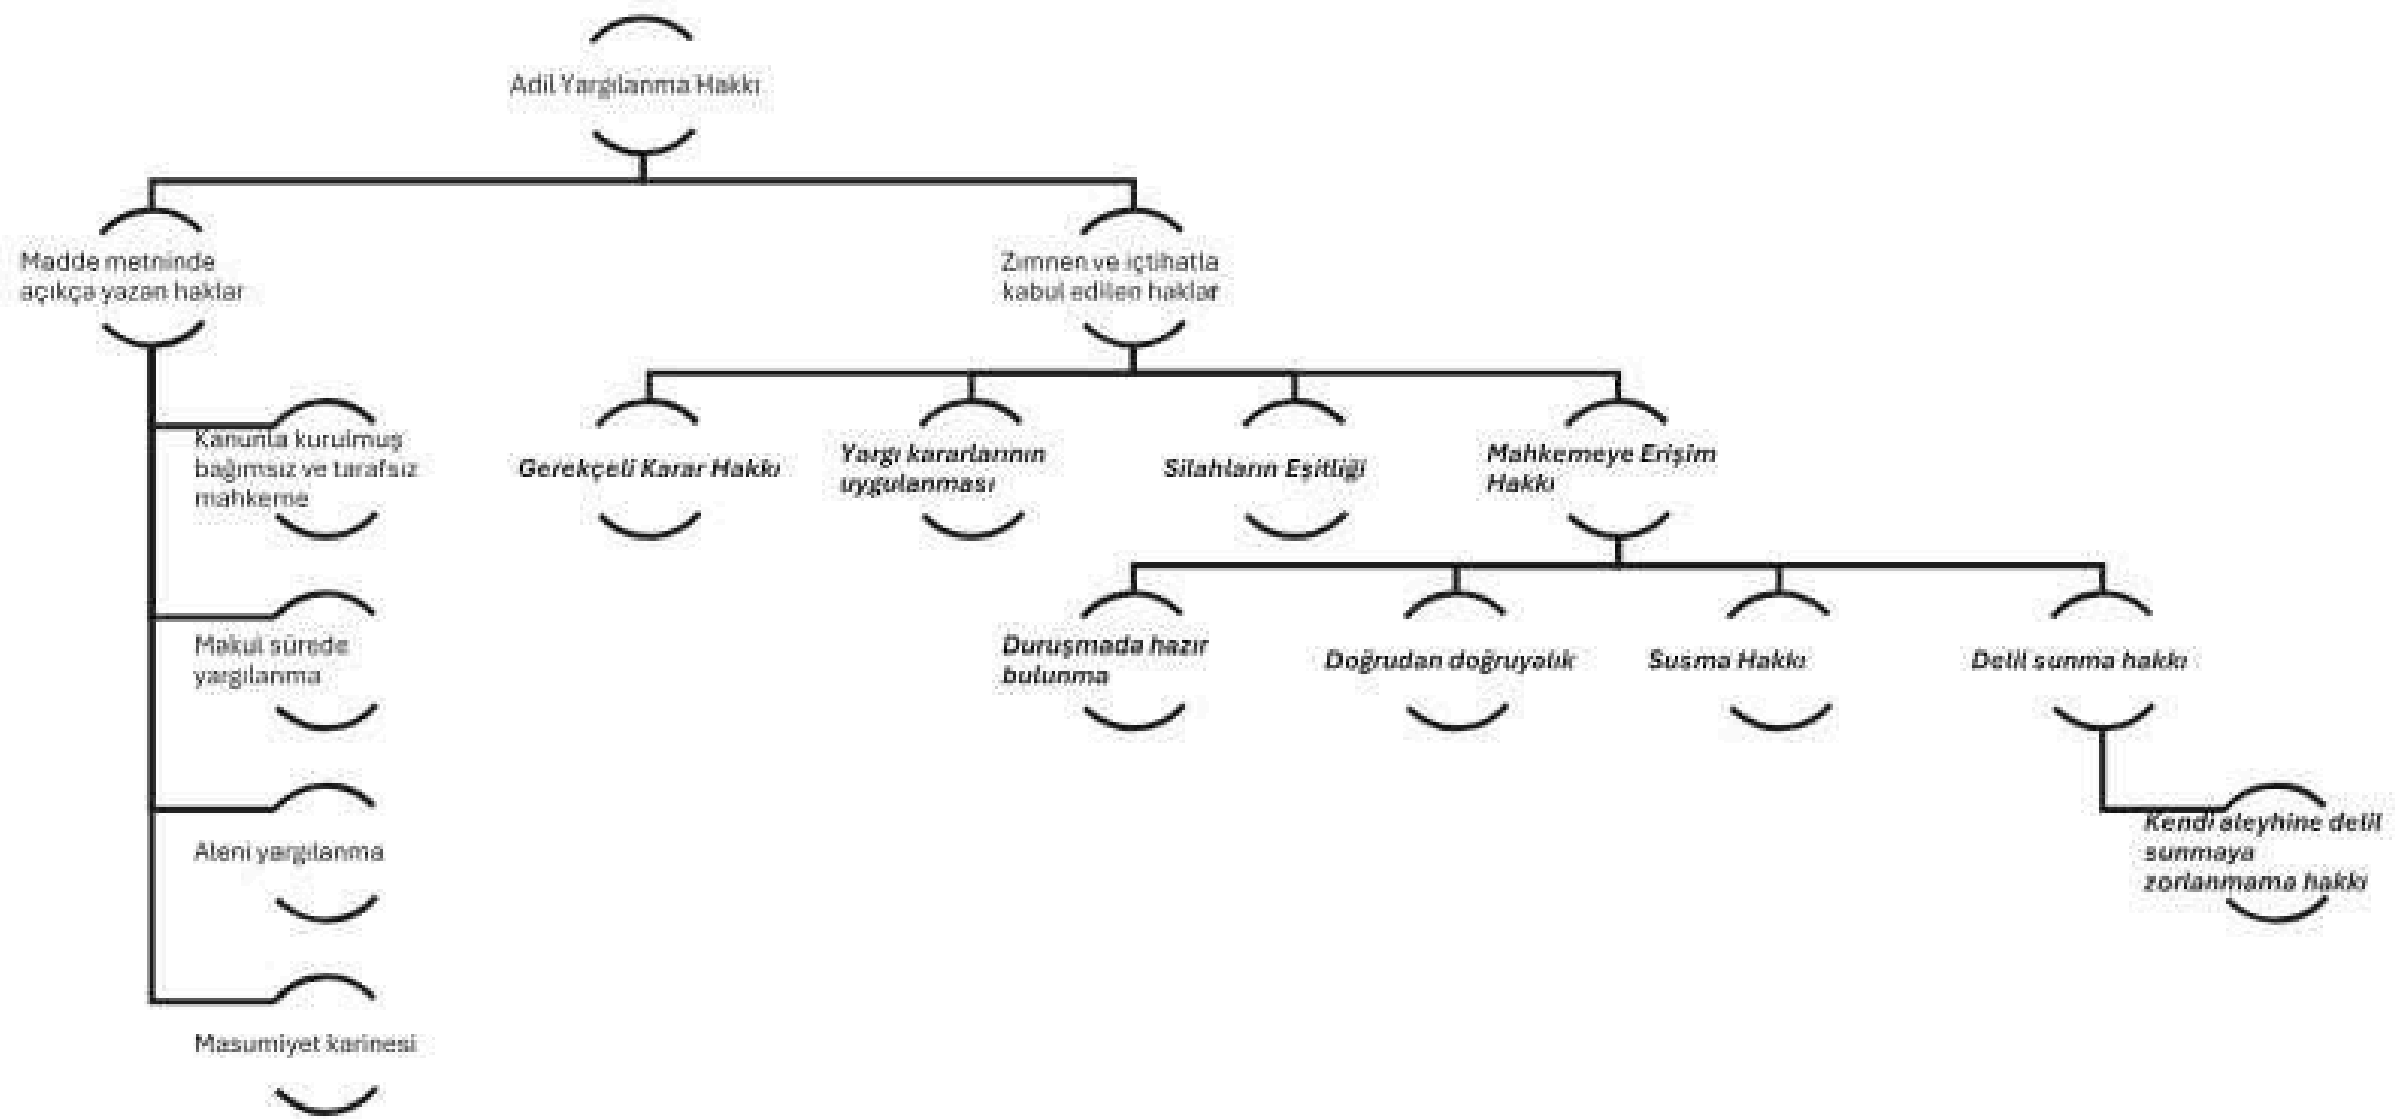 Adil Yargılanma Hakkı
Madde metninde
açıkça yazan haklar
Zımnen ve içtihatla
kabul edilen haklar
Kanunla kurulmuş
bağımsız ve tarafsız
mahkeme
Gerekçeli Karar Hakkı
Yargı kararlarının
uygulanması
Silahların Eşitliği
Mahkemeye Erişim
Hakkı
Makul sürede
yargılanma
Duruşmada hazır
bulunma
Doğrudan doğruyalık
Susma Hakkı
Delil sunma hakkı
Aleni yargılanma
Kendi aleyhine delil
sunmaya
zorlanmama hakkı
Masumiyet karinesi